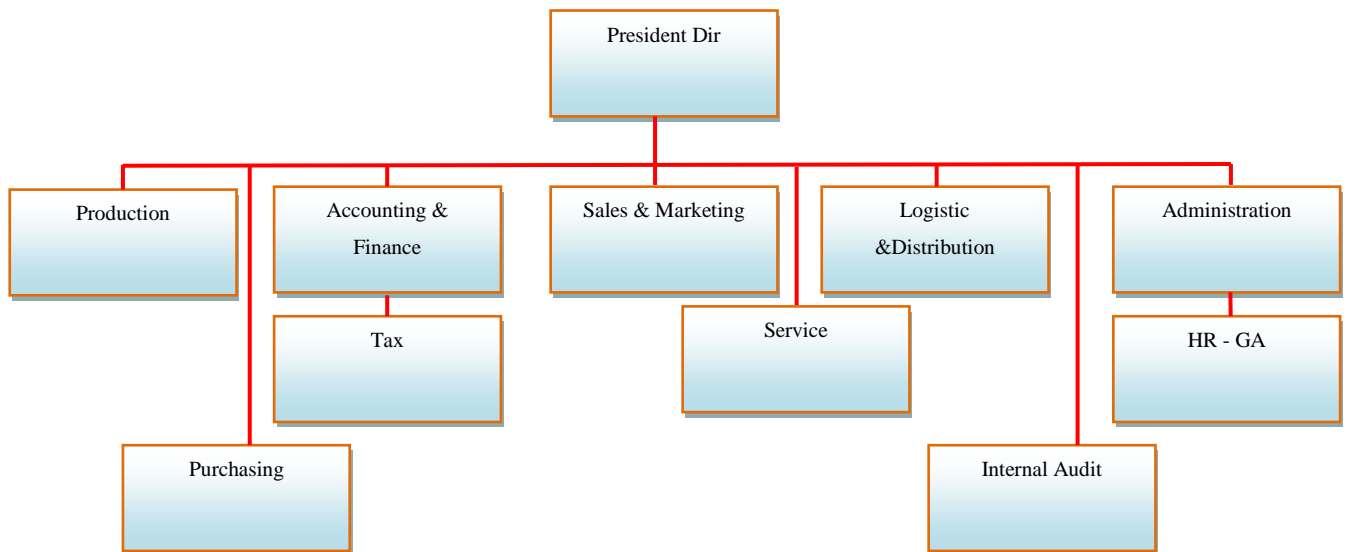 President Dir
Production
Accounting &
Finance
Sales & Marketing
Logistic
&Distribution
Administration
Tax
Service
HR - GA
Purchasing
Internal Audit